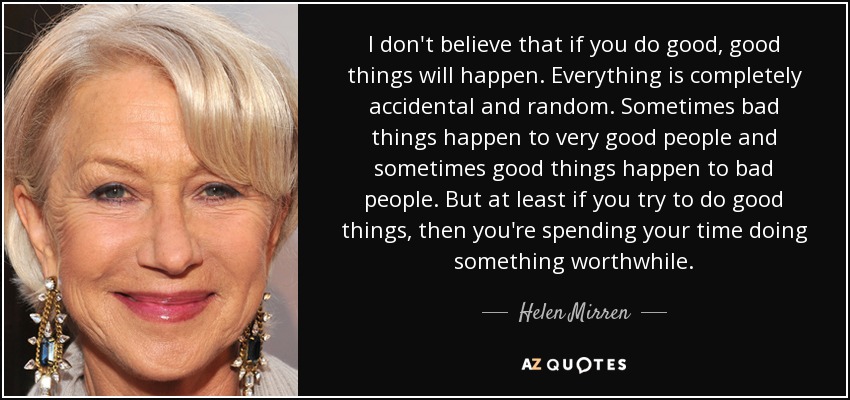 I don't believe that if you do good, good
things will happen. Everything is completely
accidental and random. Sometimes bad
things happen to very good people and
sometimes good things happen to bad
people. But at least if you try to do good
things, then you're spending your time doing
something worthwhile.
Helen Mirren
AZ QUOTES